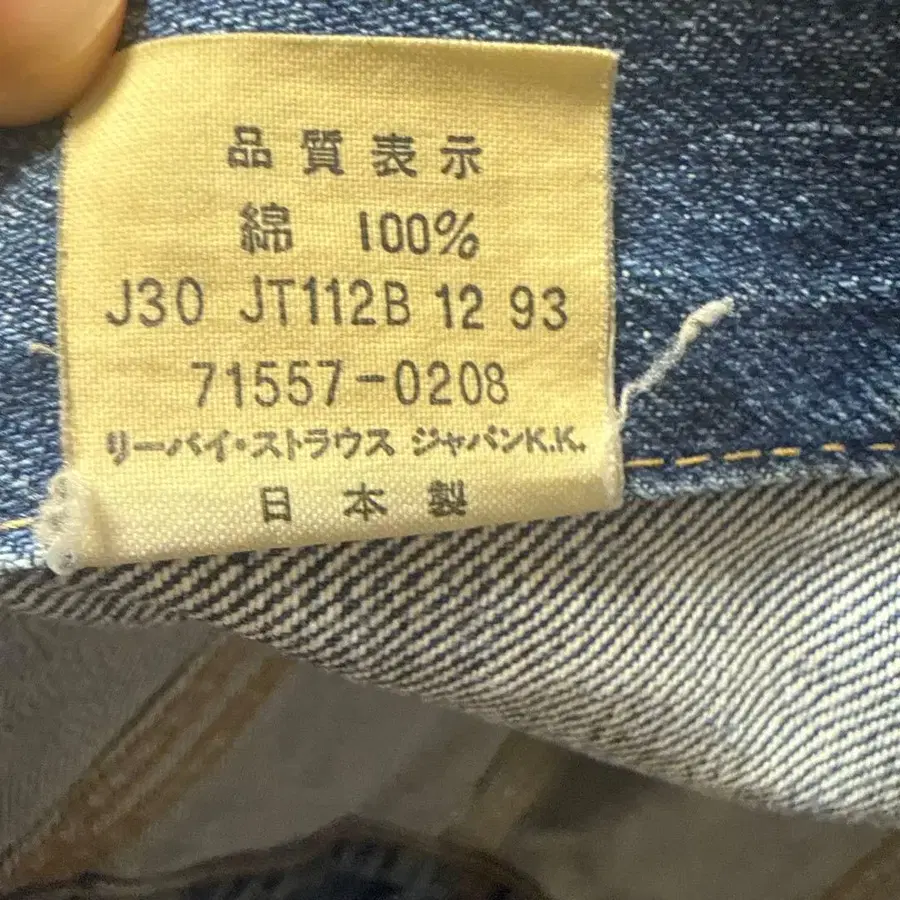 品質表示
綿 100%
J30 JT112B 12 93
71557-0208
リーバイ・ストラウス ジャパンK.K.
日本製